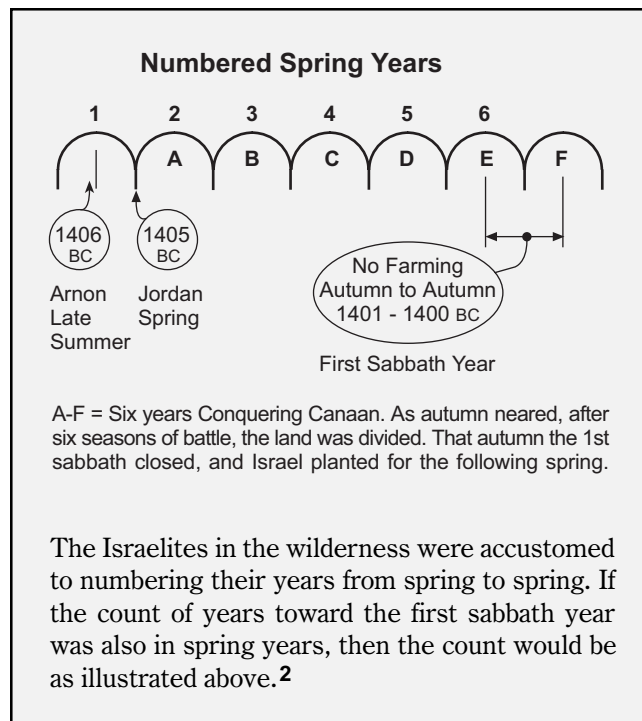 Numbered Spring Years
1 2 3 4 5 6
A B C D E F
1406
BC
1405
BC
Arnon
Late
Summer
Jordan
Spring
No Farming
Autumn to Autumn
1401 - 1400 BC
First Sabbath Year
A-F = Six years Conquering Canaan. As autumn neared, after
six seasons of battle, the land was divided. That autumn the 1st
sabbath closed, and Israel planted for the following spring.
The Israelites in the wilderness were accustomed
to numbering their years from spring to spring. If
the count of years toward the first sabbath year
was also in spring years, then the count would be
as illustrated above.2